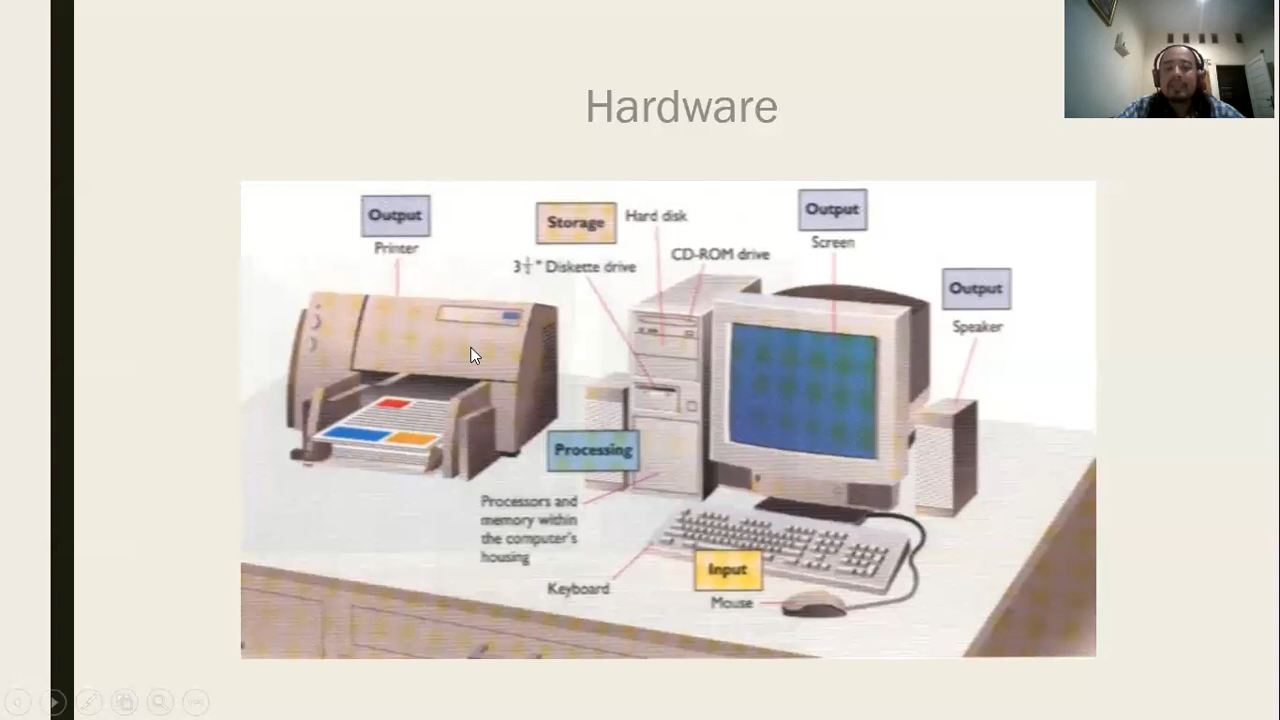 Hardware
Output
Printer
Storage
Hard disk
3½" Diskette drive
CD-ROM drive
Output
Screen
Output
Speaker
Processing
Processors and
memory within
the computer's
housing
Keyboard
Input
Mouse